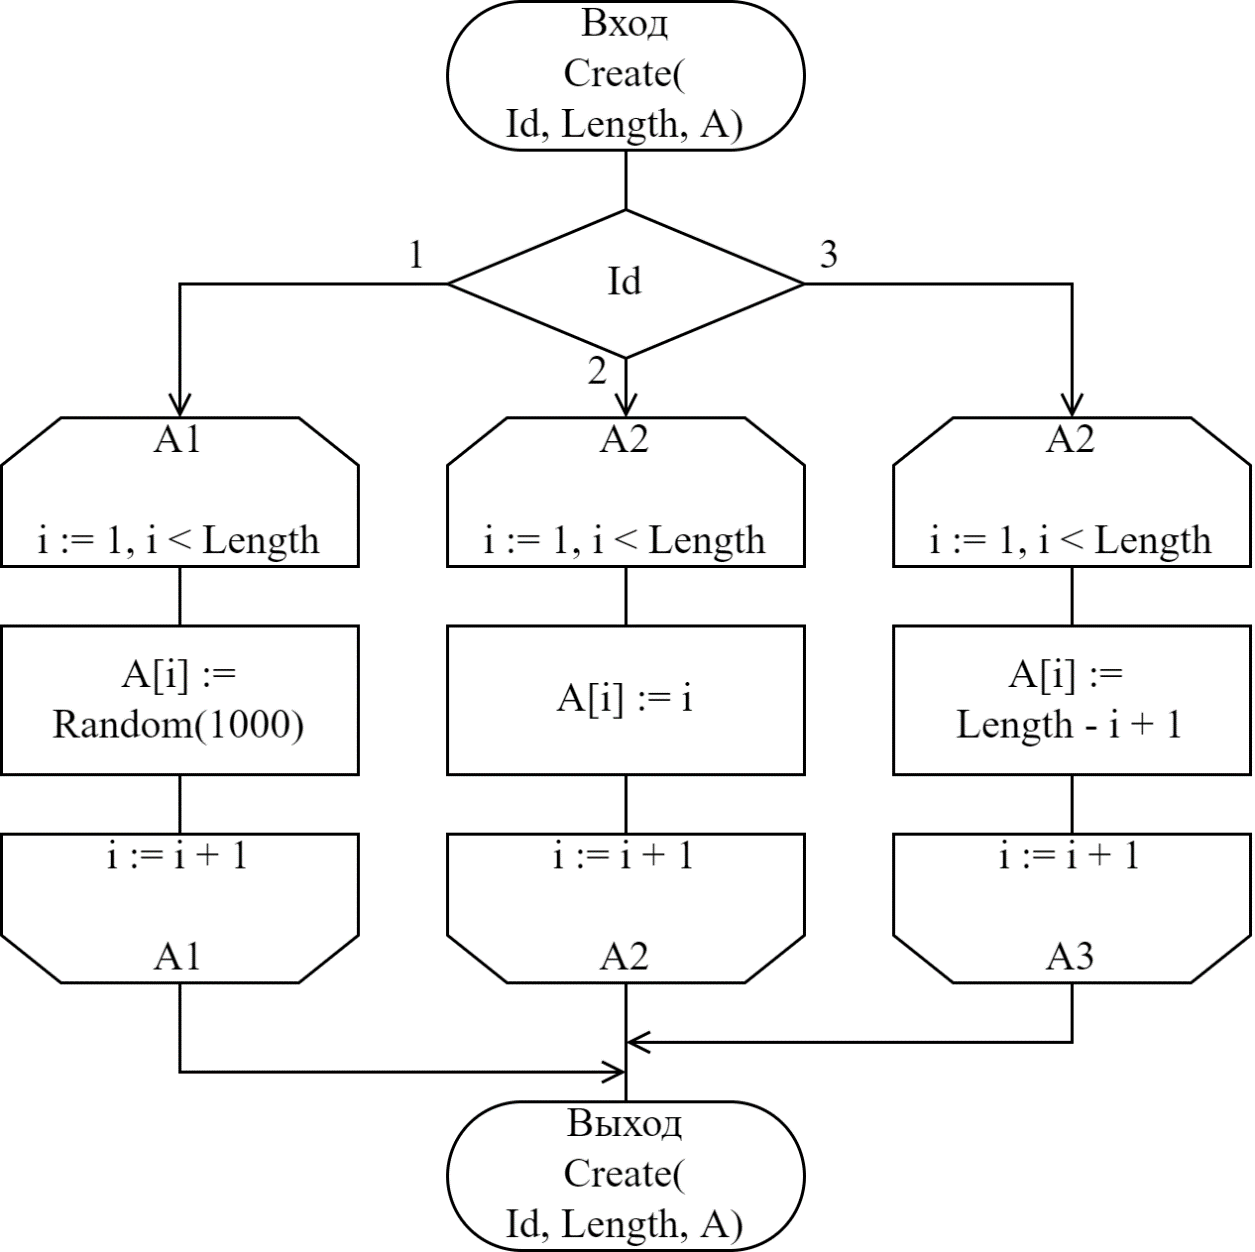 Вход
Create(
Id, Length, A)
Id
1
2
3
A1
i := 1, i < Length
A[i] :=
Random(1000)
i := i + 1
A1
A2
i := 1, i < Length
A[i] := i
i := i + 1
A2
A2
i := 1, i < Length
A[i] :=
Length - i + 1
i := i + 1
A3
Выход
Create(
Id, Length, A)